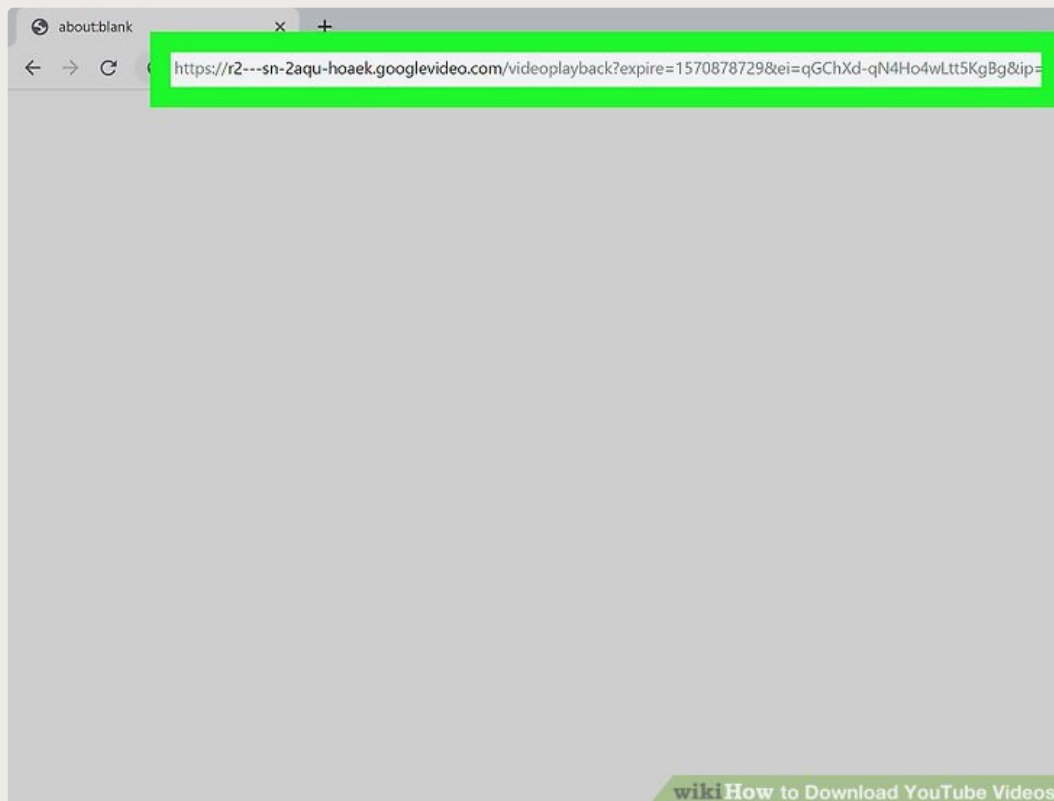 about:blank
https://r2---sn-2aqu-hoaek.googlevideo.com/videoplayback?expire=1570878729&ei=qGChXd-qN4Ho4wLtt5KgBg&ip=
wikiHow to Download YouTube Videos